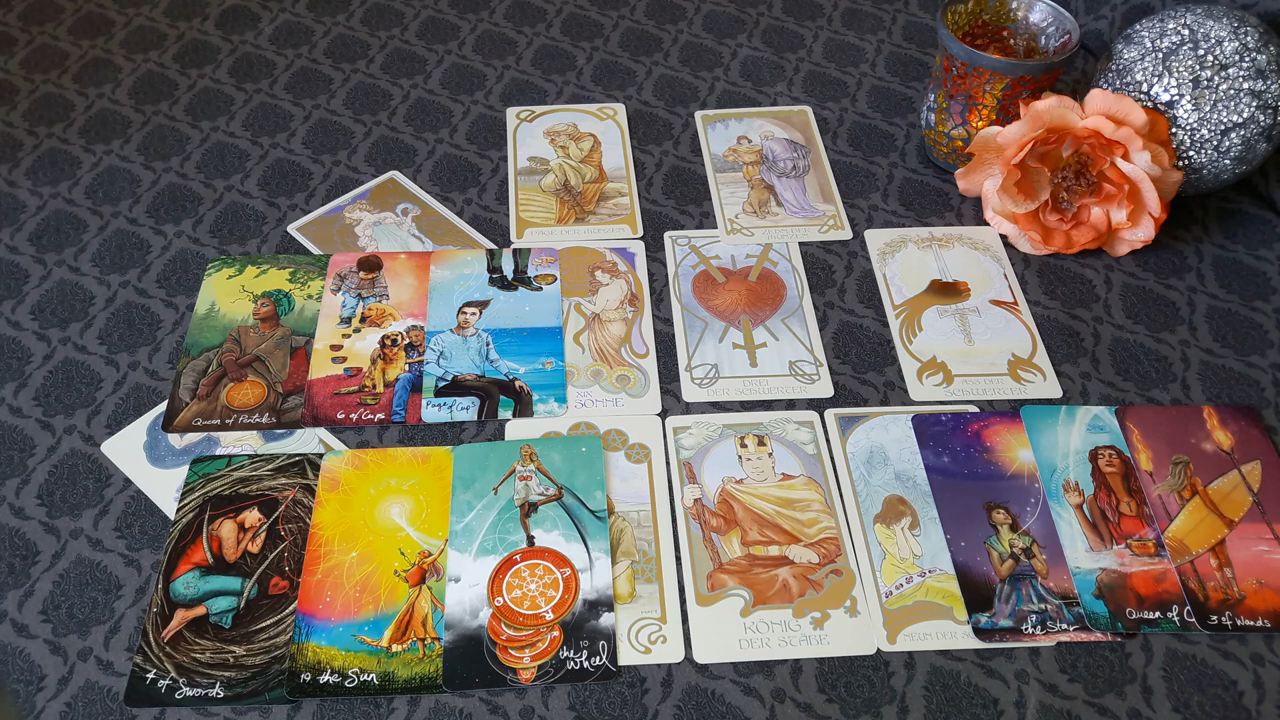 PAGE DER MÜNZEN
ZEHN DER
MÜNZEN
Queen of Pentacles
6 of Cups
Page of Cups
XIX
SONNE
DREI
DER SCHWERTER
ASS DER
SCHWERTER
4 of Swords
19 the Sun
TAROT
10
the Wheel
KÖNIG
DER STÄBE
NEUN DER SC
the Star
Queen of C
3 of Wands